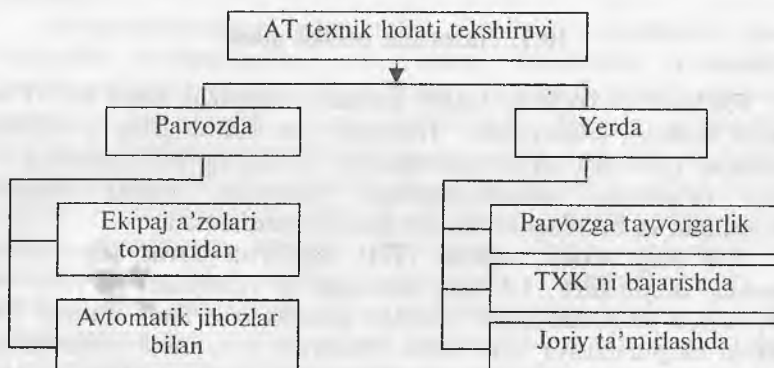 AT texnik holati tekshiruvi
Parvozda
Yerda
Ekipaj a'zolari
tomonidan
Avtomatik jihozlar
bilan
Parvozga tayyorgarlik
TXK ni bajarishda
Joriy ta'mirlashda